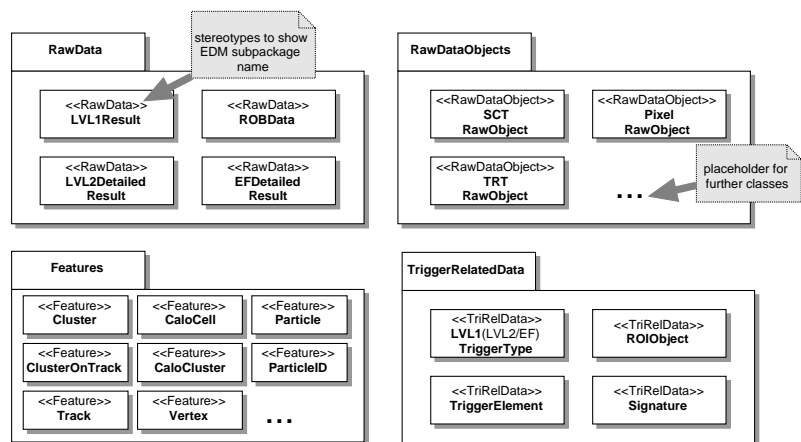 stereotypes to show
EDM subpackage
name
RawData
<<RawData>>
LVL1Result
<<RawData>>
ROBData
<<RawData>>
LVL2Detailed
Result
<<RawData>>
EFDetailed
Result
RawDataObjects
<<RawDataObject>>
SCT
RawObject
<<RawDataObject>>
Pixel
RawObject
<<RawDataObject>>
TRT
RawObject
...
placeholder for
further classes
Features
<<Feature>>
Cluster
<<Feature>>
CaloCell
<<Feature>>
Particle
<<Feature>>
ClusterOnTrack
<<Feature>>
CaloCluster
<<Feature>>
ParticleID
<<Feature>>
Track
<<Feature>>
Vertex
...
TriggerRelatedData
<<TriRelData>>
LVL1(LVL2/EF)
TriggerType
<<TriRelData>>
ROIObject
<<TriRelData>>
TriggerElement
<<TriRelData>>
Signature